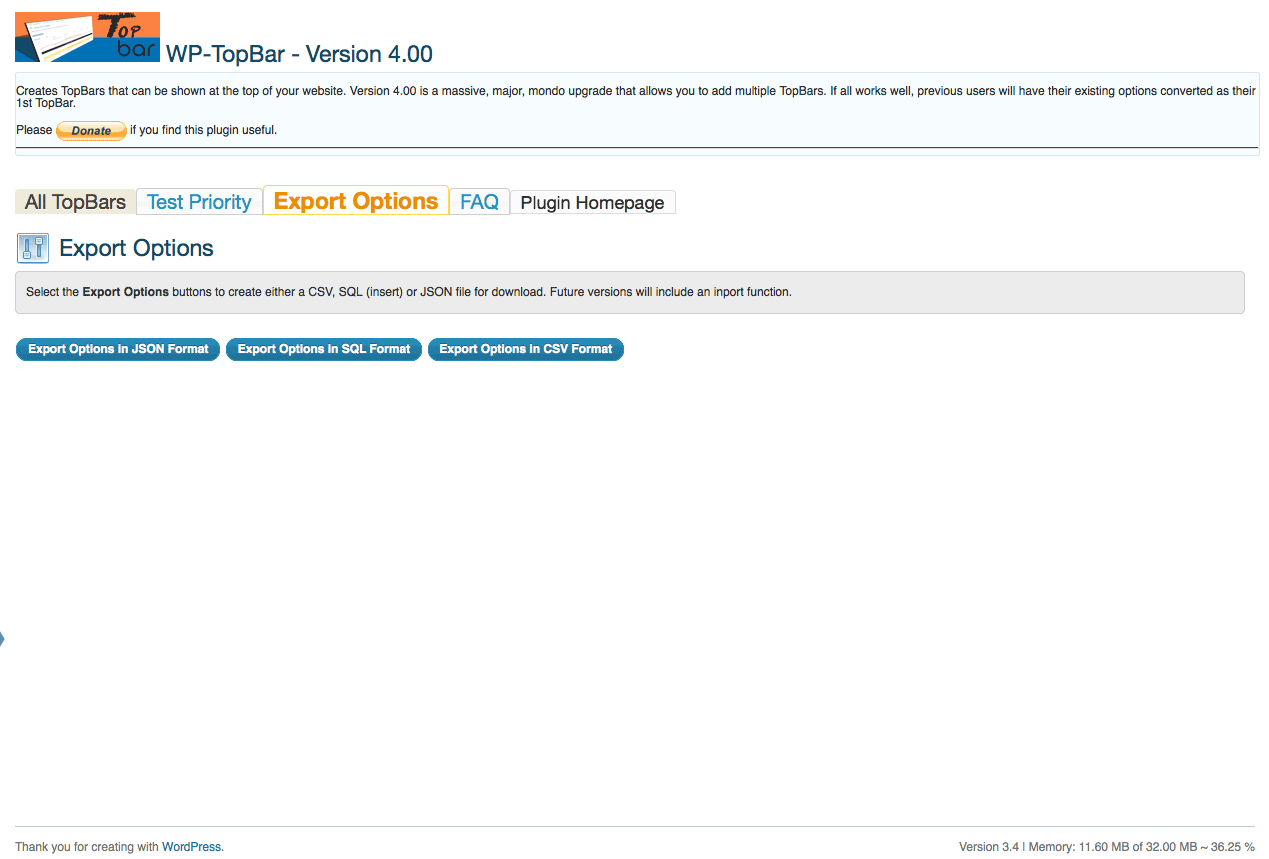 Top
bar
WP-TopBar - Version 4.00
Creates TopBars that can be shown at the top of your website. Version 4.00 is a massive, major, mondo upgrade that allows you to add multiple TopBars. If all works well, previous users will have their existing options converted as their
1st TopBar.
Please Donate if you find this plugin useful.
All TopBars Test Priority Export Options FAQ Plugin Homepage
Export Options
Select the Export Options buttons to create either a CSV, SQL (insert) or JSON file for download. Future versions will include an inport function.
Export Options in JSON Format Export Options in SQL Format Export Options in CSV Format
Thank you for creating with WordPress. Version 3.4 | Memory: 11.60 MB of 32.00 MB ~ 36.25 %